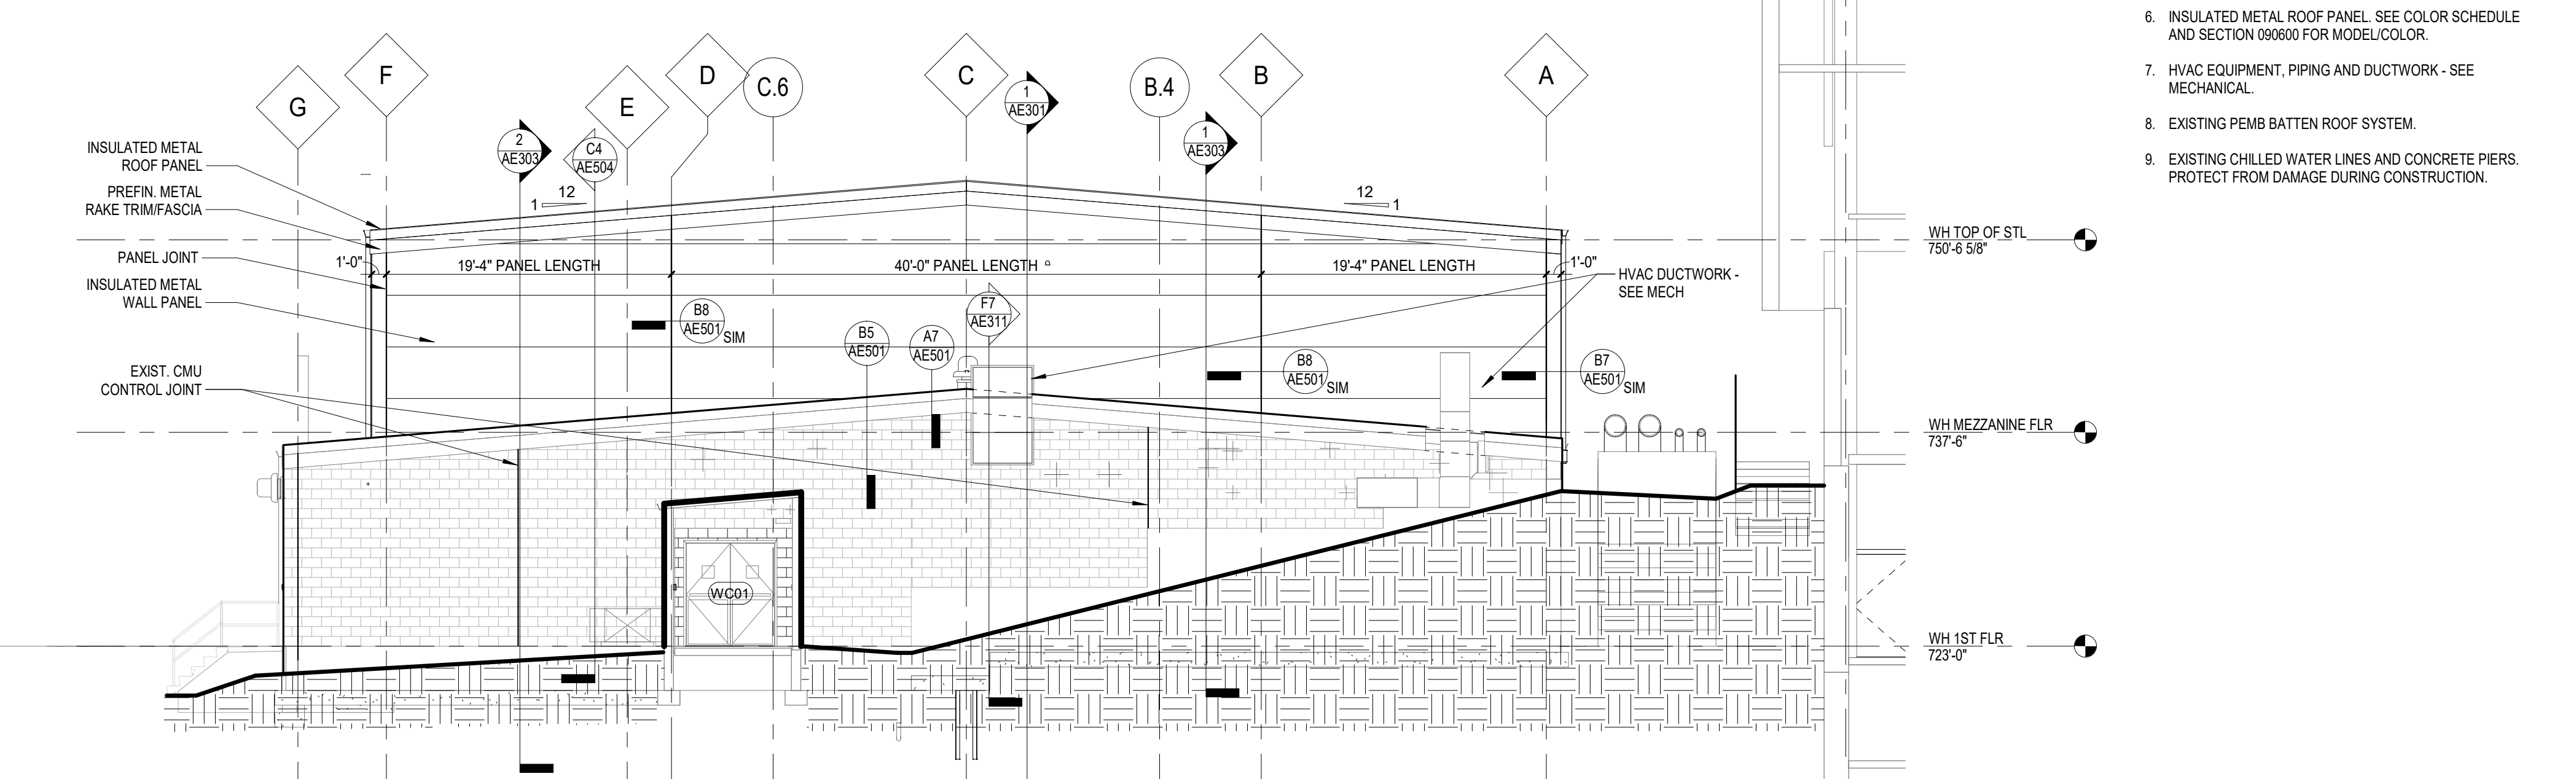 6. INSULATED METAL ROOF PANEL. SEE COLOR SCHEDULE
AND SECTION 090600 FOR MODEL/COLOR.
7. HVAC EQUIPMENT, PIPING AND DUCTWORK - SEE
MECHANICAL.
8. EXISTING PEMB BATTEN ROOF SYSTEM.
9. EXISTING CHILLED WATER LINES AND CONCRETE PIERS.
PROTECT FROM DAMAGE DURING CONSTRUCTION.
G
F
E
D
C.6
C
B.4
B
A
2
AE303
C4
AE504
1
AE301
1
AE303
INSULATED METAL
ROOF PANEL
PREFIN. METAL
RAKE TRIM/FASCIA
PANEL JOINT
INSULATED METAL
WALL PANEL
EXIST. CMU
CONTROL JOINT
12
1
12
1
1'-0"
19'-4" PANEL LENGTH
40'-0" PANEL LENGTH
19'-4" PANEL LENGTH
1'-0"
HVAC DUCTWORK -
SEE MECH
B8
AE501
SIM
B5
AE501
A7
AE501
F7
AE311
B8
AE501
SIM
B7
AE501
SIM
WC01
WH TOP OF STL
750'-6 5/8"
WH MEZZANINE FLR
737'-6"
WH 1ST FLR
723'-0"